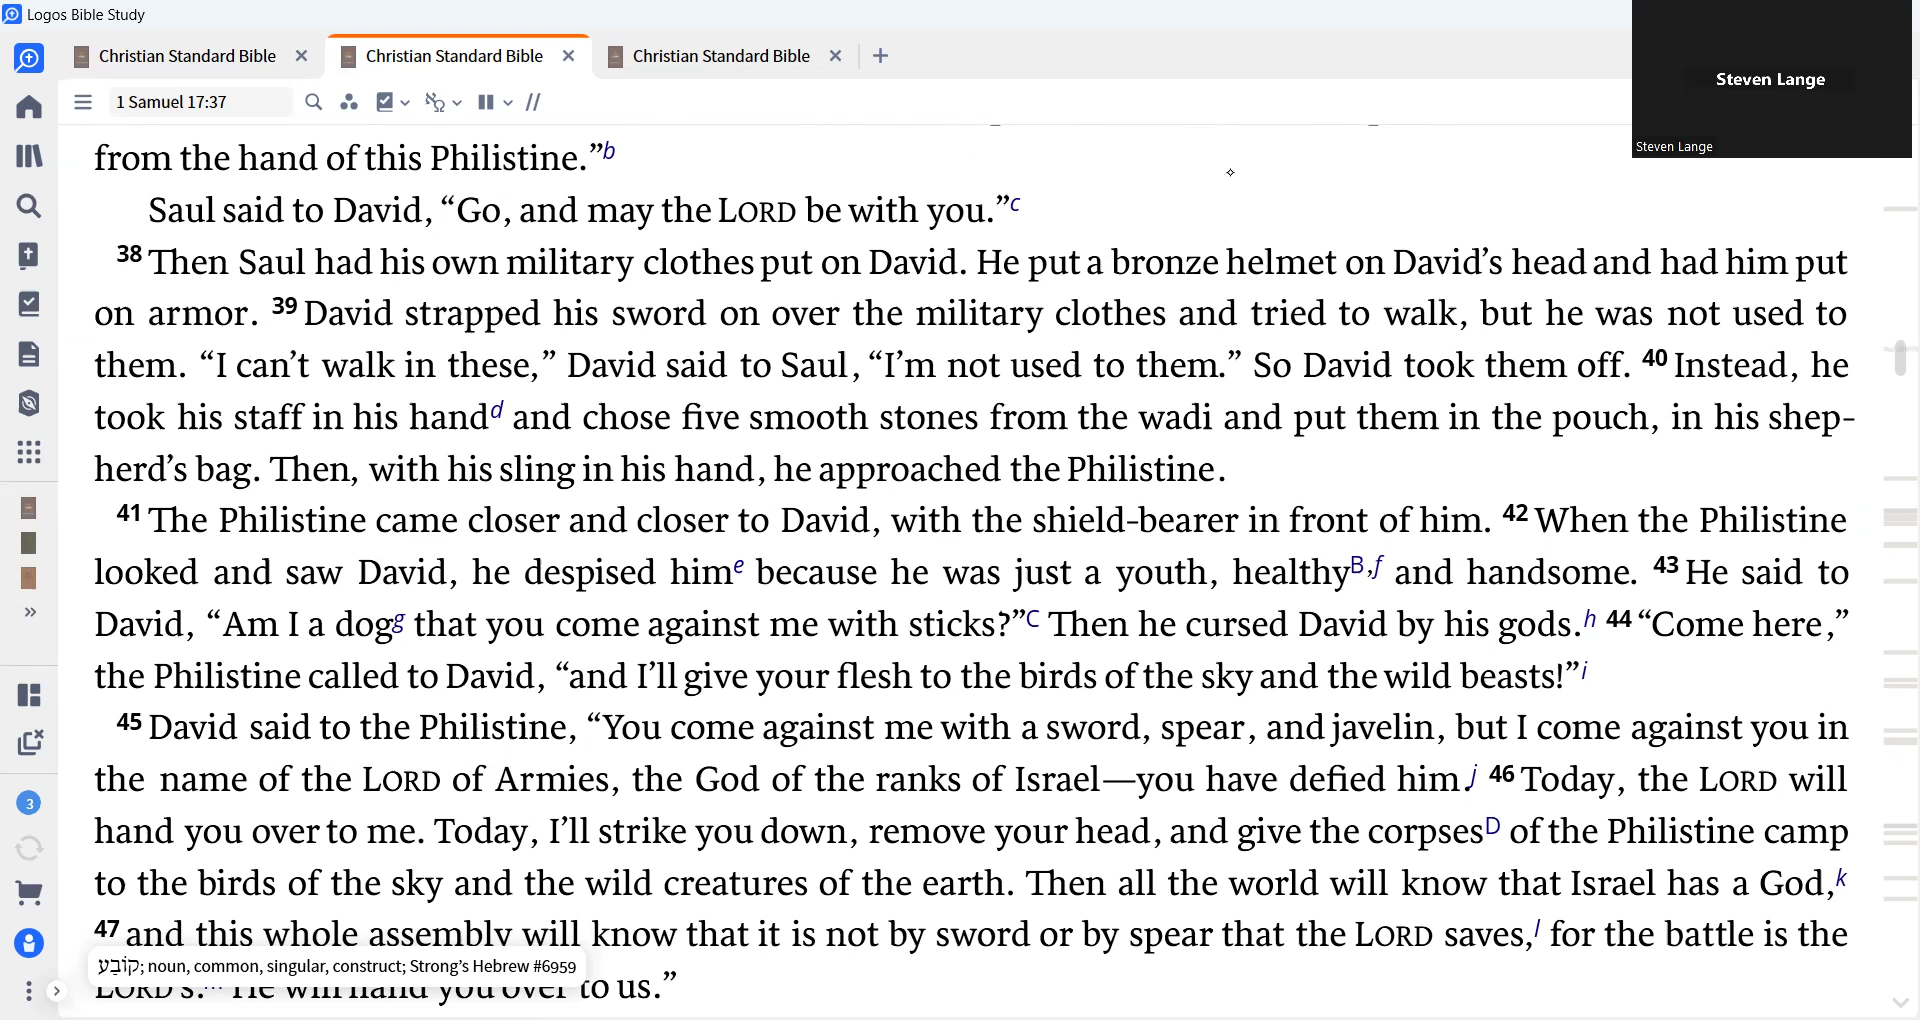 Logos Bible Study
Christian Standard Bible
Christian Standard Bible
Christian Standard Bible
1 Samuel 17:37
Steven Lange
Steven Lange
from the hand of this Philistine.”b
Saul said to David, “Go, and may the LORD be with you.”c
38 Then Saul had his own military clothes put on David. He put a bronze helmet on David’s head and had him put
on armor. 39 David strapped his sword on over the military clothes and tried to walk, but he was not used to
them. “I can’t walk in these,” David said to Saul, “I’m not used to them.” So David took them off. 40 Instead, he
took his staff in his handd and chose five smooth stones from the wadi and put them in the pouch, in his shep-
herd’s bag. Then, with his sling in his hand, he approached the Philistine.
41 The Philistine came closer and closer to David, with the shield-bearer in front of him. 42 When the Philistine
looked and saw David, he despised hime because he was just a youth, healthyB,f and handsome. 43 He said to
David, “Am I a dogg that you come against me with sticks?”C Then he cursed David by his gods.h 44 “Come here,”
the Philistine called to David, “and I’ll give your flesh to the birds of the sky and the wild beasts!”i
45 David said to the Philistine, “You come against me with a sword, spear, and javelin, but I come against you in
the name of the LORD of Armies, the God of the ranks of Israel—you have defied him.j 46 Today, the LORD will
hand you over to me. Today, I’ll strike you down, remove your head, and give the corpsesD of the Philistine camp
to the birds of the sky and the wild creatures of the earth. Then all the world will know that Israel has a God,k
47 and this whole assembly will know that it is not by sword or by spear that the LORD saves,l for the battle is the
LORD’s. He will hand you over to us.”
קוֹבַע; noun, common, singular, construct; Strong’s Hebrew #6959
3